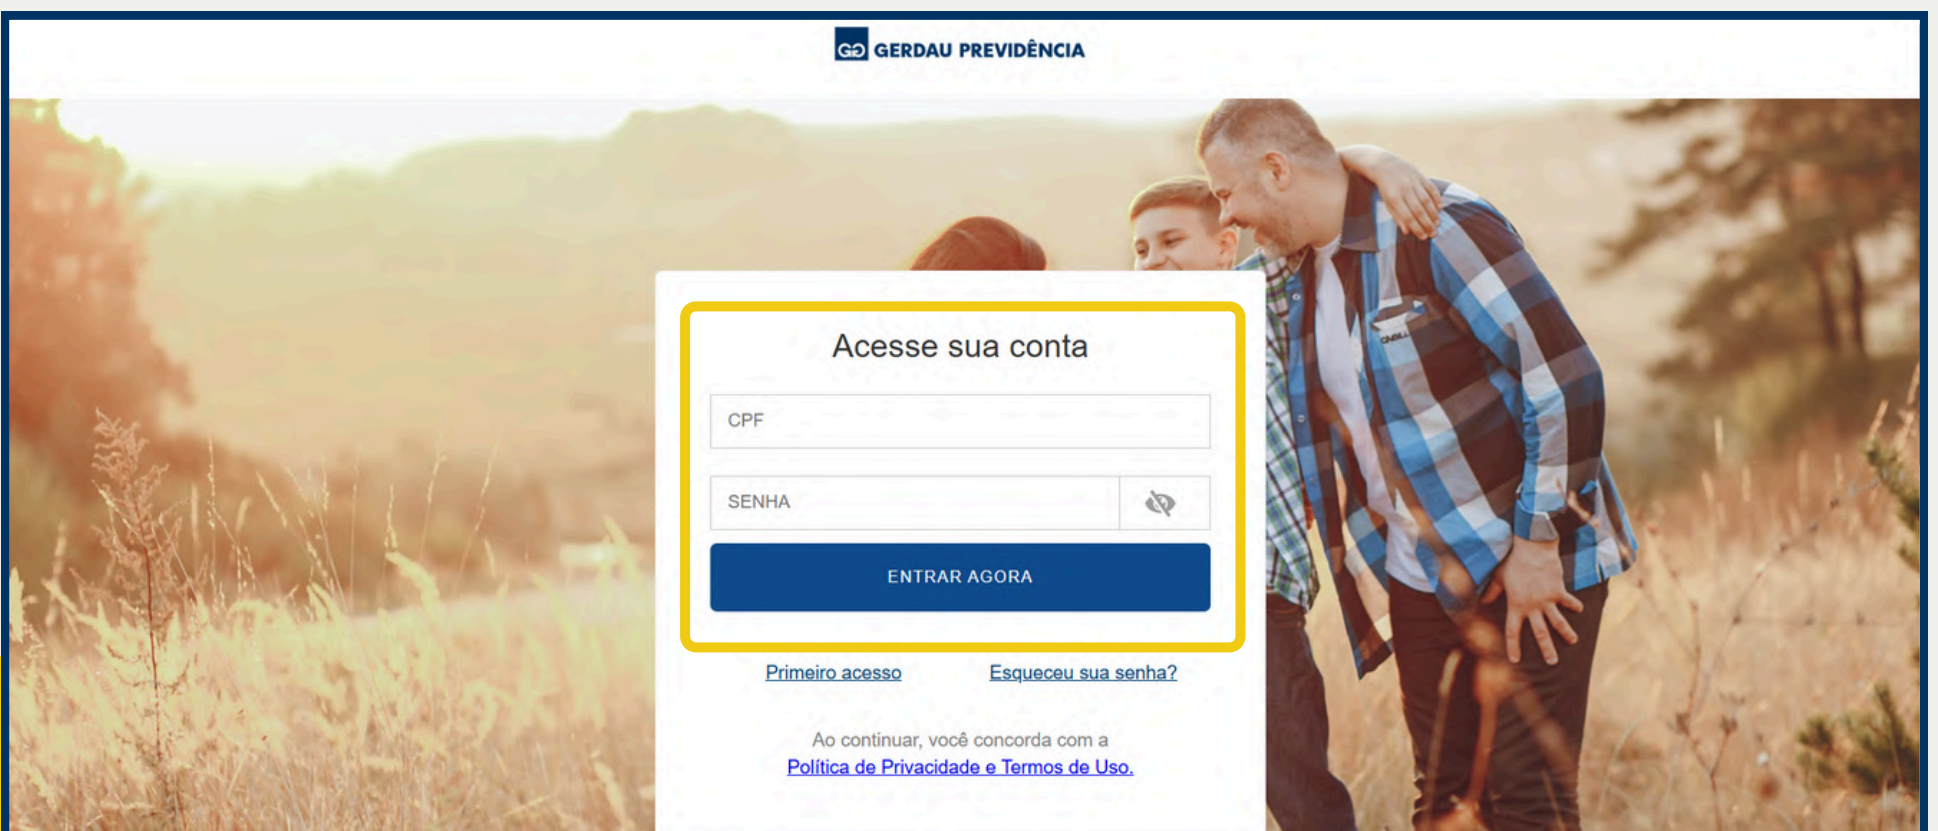 GERDAU PREVIDÊNCIA
Acesse sua conta
CPF
SENHA
ENTRAR AGORA
Primeiro acesso Esqueceu sua senha?
Ao continuar, você concorda com a
Política de Privacidade e Termos de Uso.